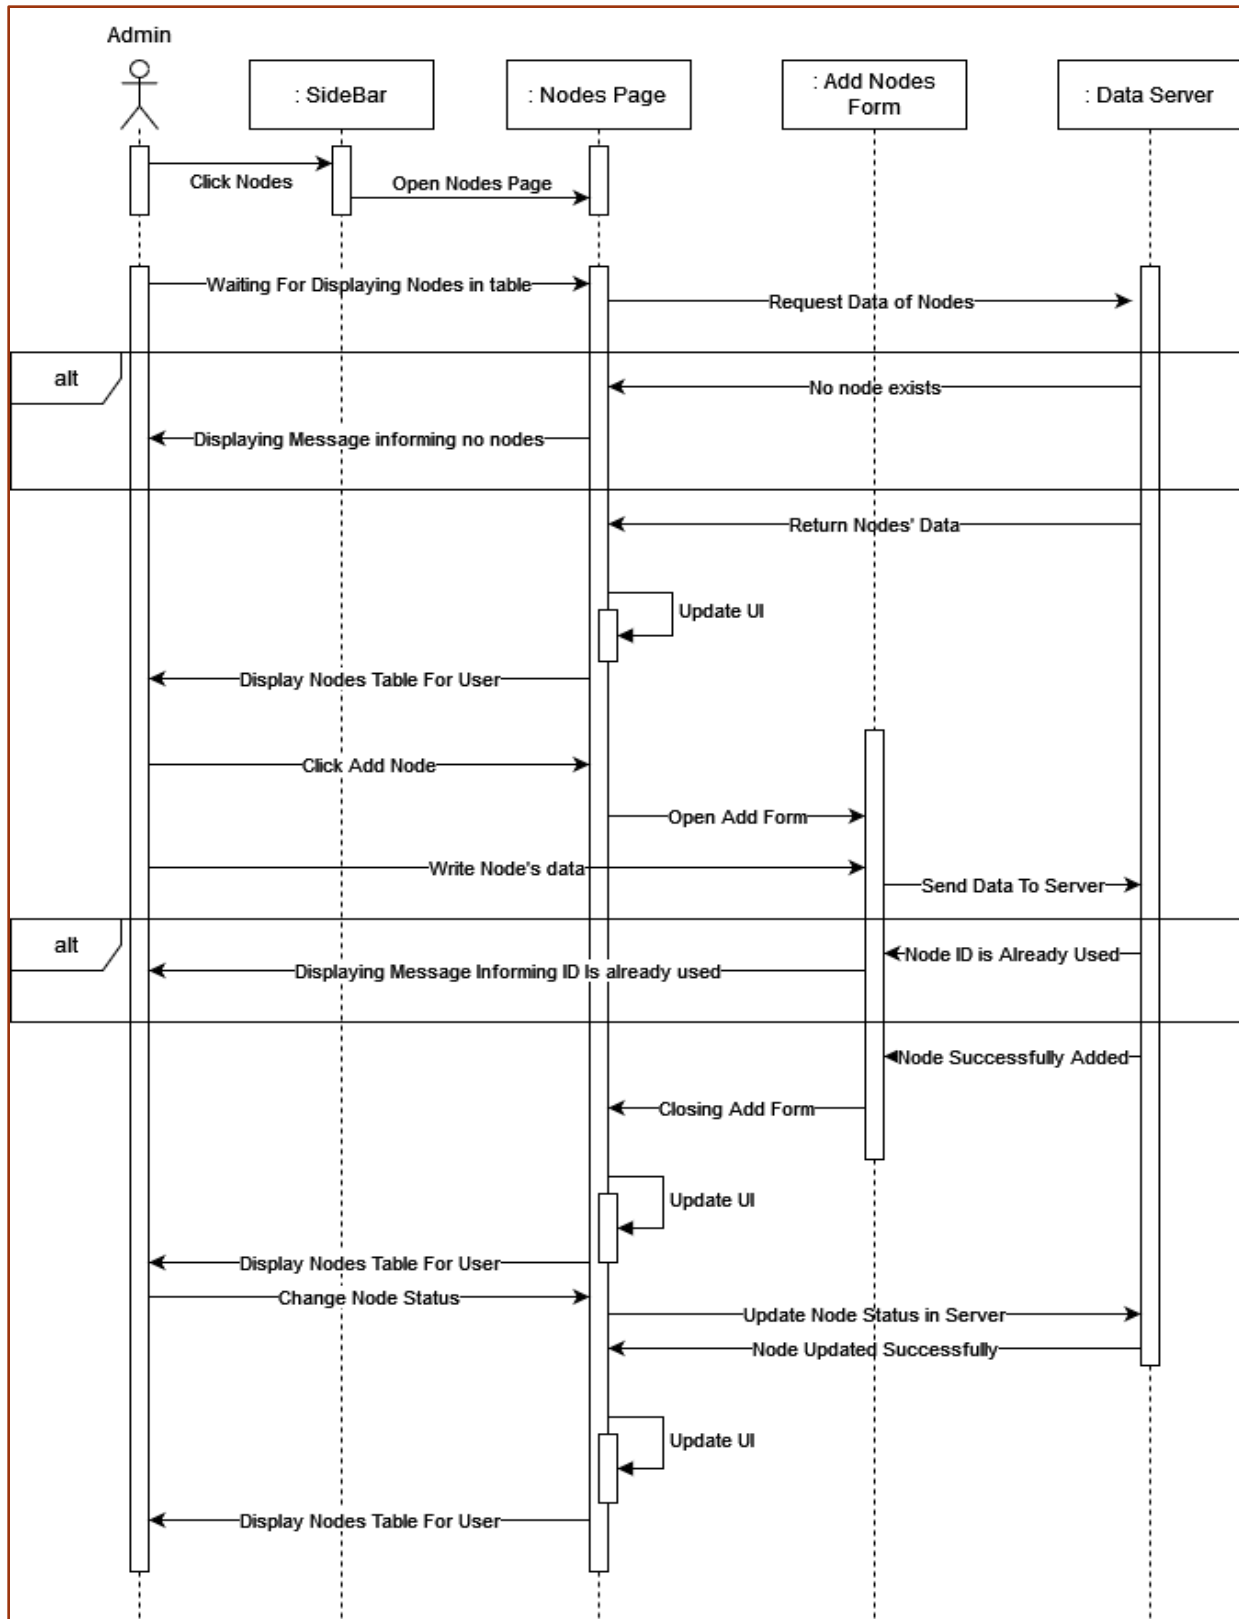 Admin
: SideBar
: Nodes Page
: Add Nodes
Form
: Data Server
Click Nodes
Open Nodes Page
Waiting For Displaying Nodes in table
Request Data of Nodes
alt
No node exists
Displaying Message informing no nodes
Return Nodes' Data
Update UI
Display Nodes Table For User
Click Add Node
Open Add Form
Write Node's data
Send Data To Server
alt
Node ID is Already Used
Displaying Message Informing ID Is already used
Node Successfully Added
Closing Add Form
Update UI
Display Nodes Table For User
Change Node Status
Update Node Status in Server
Node Updated Successfully
Update UI
Display Nodes Table For User